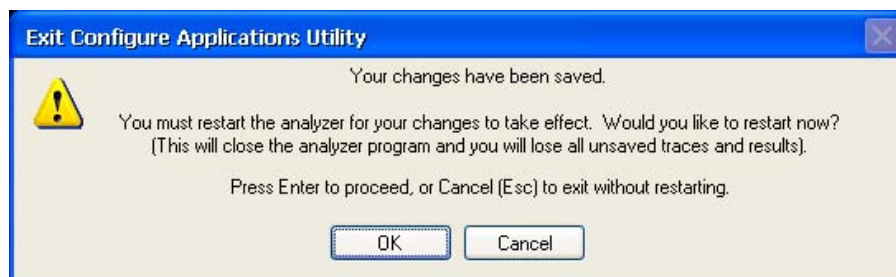 Exit Configure Applications Utility
Your changes have been saved.
You must restart the analyzer for your changes to take effect.  Would you like to restart now?
(This will close the analyzer program and you will lose all unsaved traces and results).
Press Enter to proceed, or Cancel (Esc) to exit without restarting.
OK
Cancel